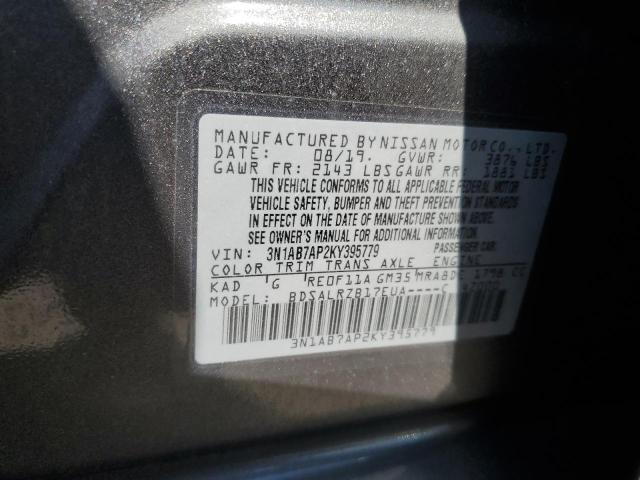 MANUFACTURED BY NISSAN MOTOR CO., LTD.
DATE: 08/19. GVWR: 3876 LBS
GAWR FR: 2143 LBS GAWR RR: 1881 LBS
THIS VEHICLE CONFORMS TO ALL APPLICABLE FEDERAL MOTOR
VEHICLE SAFETY, BUMPER AND THEFT PREVENTION STANDARDS
IN EFFECT ON THE DATE OF MANUFACTURE SHOWN ABOVE.
SEE OWNER'S MANUAL FOR ADDITIONAL INFORMATION.
VIN: 3N1AB7AP2KY395779 PASSENGER CAR.
COLOR TRIM TRANS AXLE ENGINE
KAD G RE0F11A GM35 MRA8DE 1798 CC
MODEL: BDSALRZB17EUA----C
3N1AB7AP2KY395779